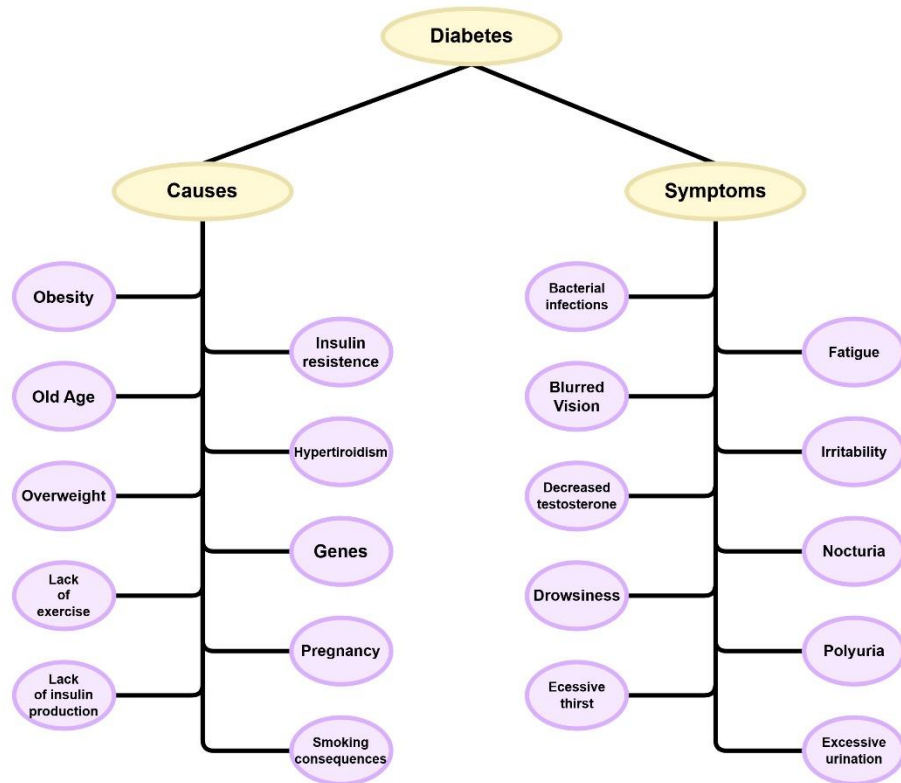 Diabetes
Causes
Symptoms
Obesity
Insulin
resistence
Old Age
Hypertiroidism
Overweight
Genes
Lack
of
exercise
Pregnancy
Lack
of insulin
production
Smoking
consequences
Bacterial
infections
Fatigue
Blurred
Vision
Irritability
Decreased
testosterone
Nocturia
Drowsiness
Polyuria
Ecessive
thirst
Excessive
urination